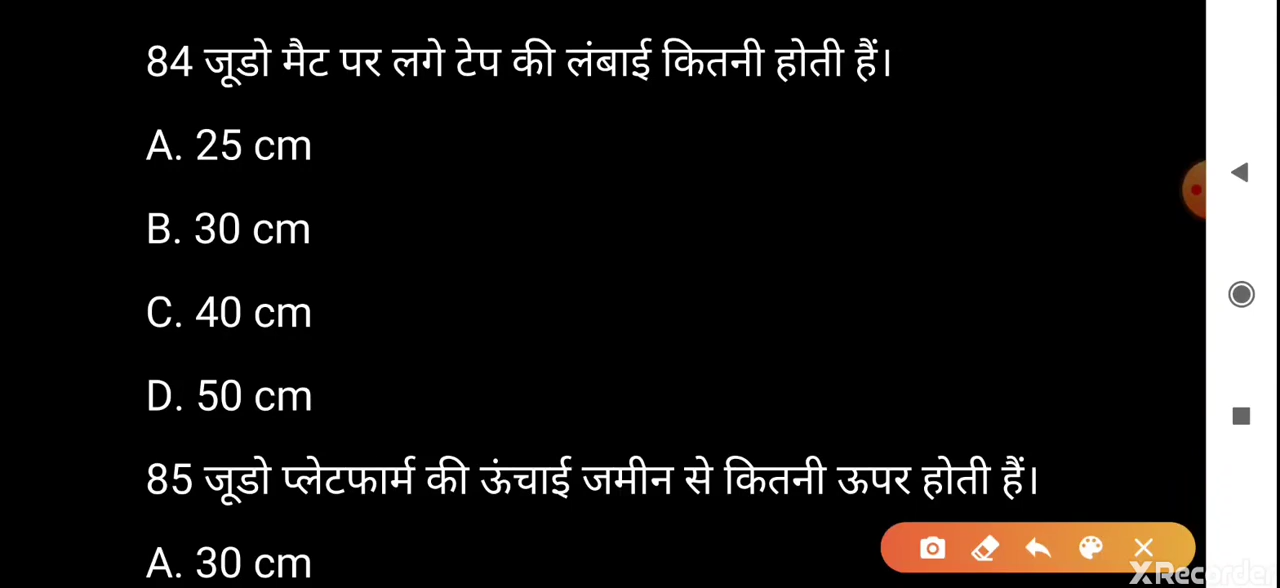 84 जूडो मैट पर लगे टेप की लंबाई कितनी होती हैं।
A. 25 cm
B. 30 cm
C. 40 cm
D. 50 cm
85 जूडो प्लेटफार्म की ऊंचाई जमीन से कितनी ऊपर होती हैं।
A. 30 cm
XRecorder